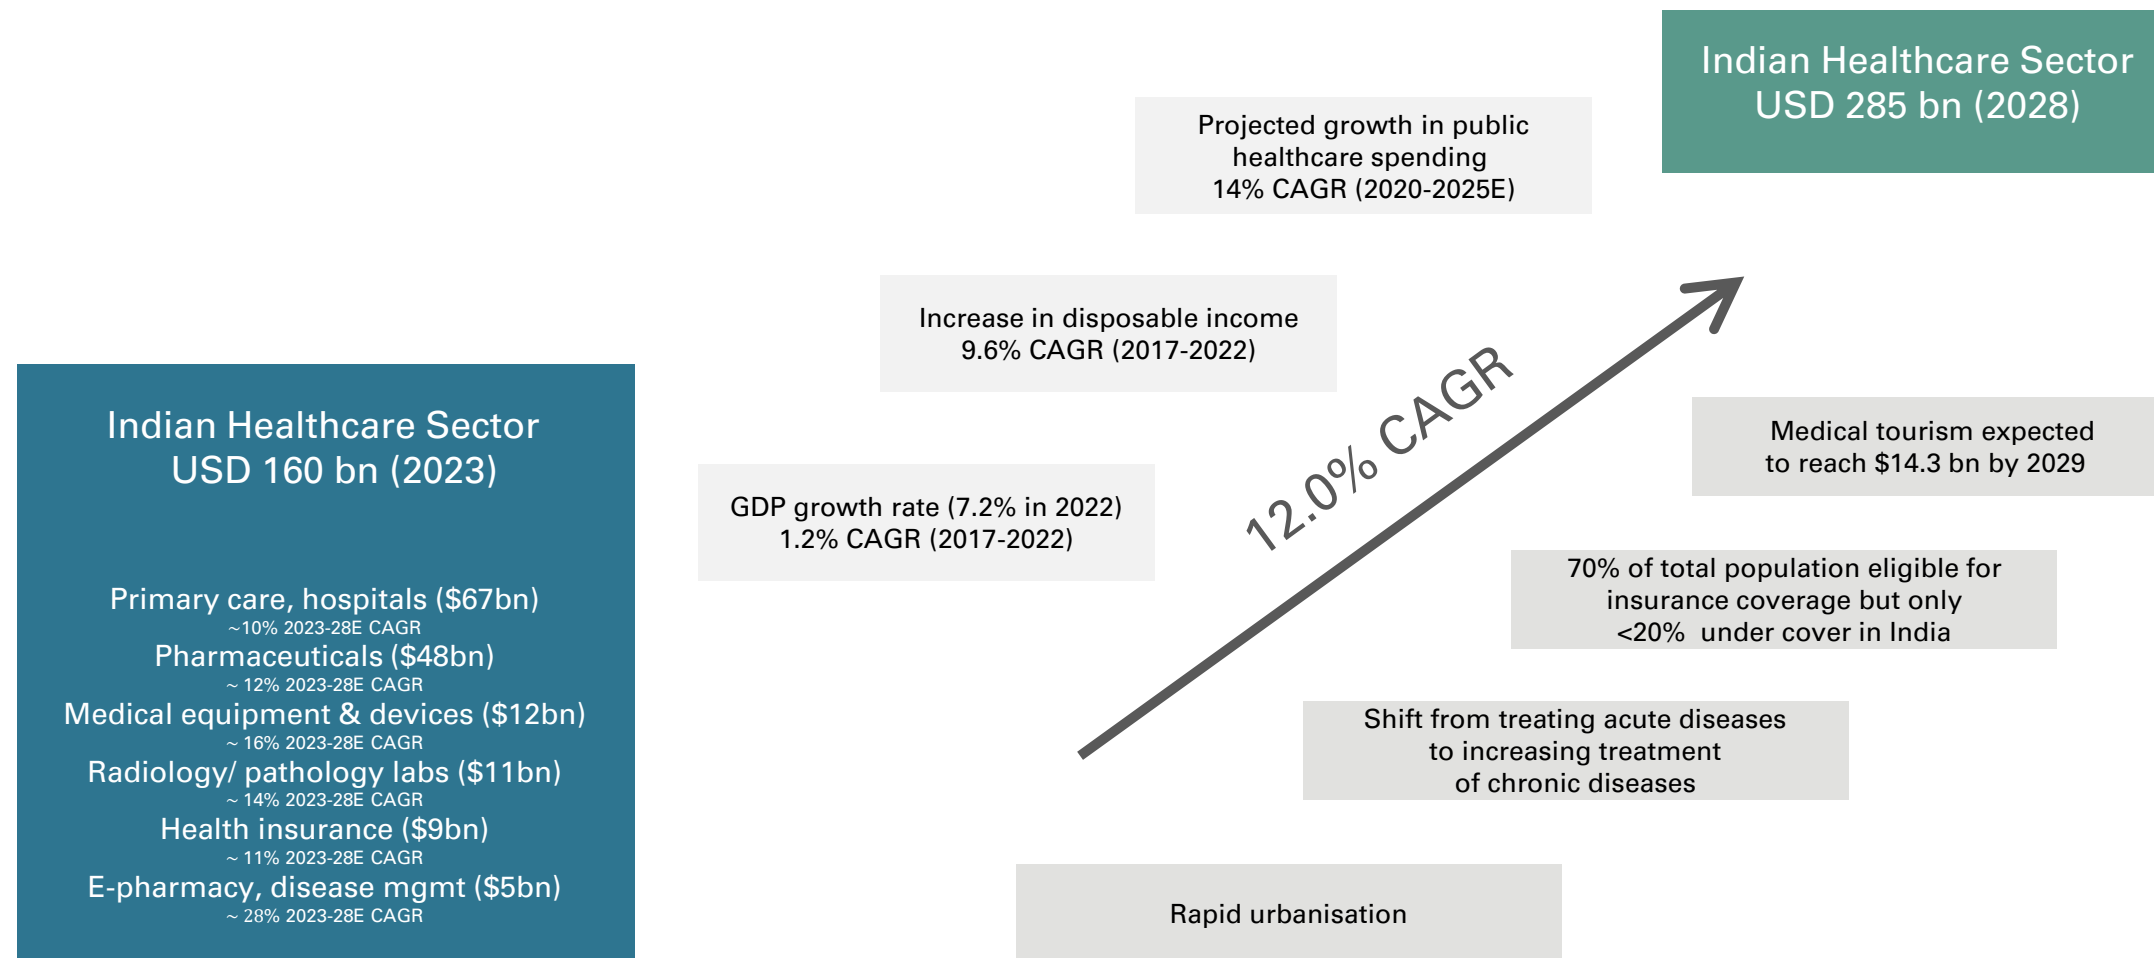 Indian Healthcare Sector
USD 285 bn (2028)
Projected growth in public
healthcare spending
14% CAGR (2020-2025E)
Increase in disposable income
9.6% CAGR (2017-2022)
GDP growth rate (7.2% in 2022)
1.2% CAGR (2017-2022)
12.0% CAGR
Indian Healthcare Sector
USD 160 bn (2023)
Primary care, hospitals ($67bn)
~10% 2023-28E CAGR
Pharmaceuticals ($48bn)
~ 12% 2023-28E CAGR
Medical equipment & devices ($12bn)
~ 16% 2023-28E CAGR
Radiology/ pathology labs ($11bn)
~ 14% 2023-28E CAGR
Health insurance ($9bn)
~ 11% 2023-28E CAGR
E-pharmacy, disease mgmt ($5bn)
~ 28% 2023-28E CAGR
Medical tourism expected
to reach $14.3 bn by 2029
70% of total population eligible for
insurance coverage but only
<20%  under cover in India
Shift from treating acute diseases
to increasing treatment
of chronic diseases
Rapid urbanisation